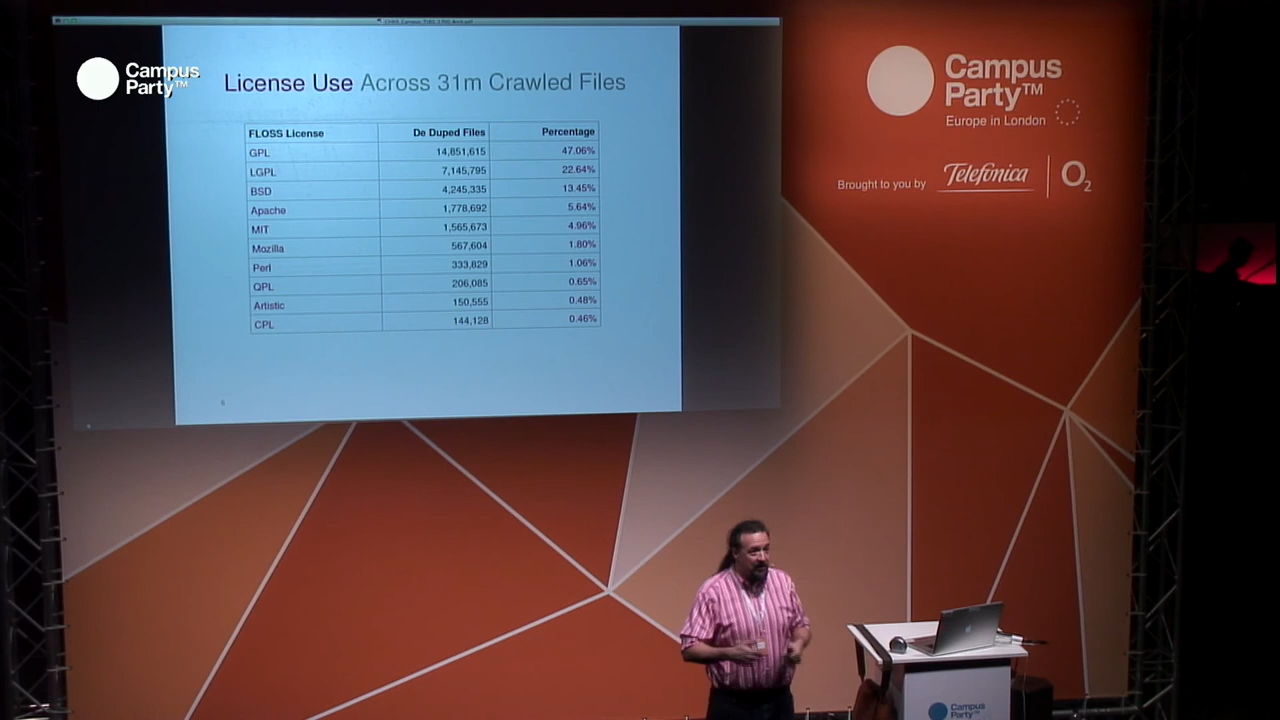 Campus
Party™
License Use Across 31m Crawled Files
FLOSS License De Duped Files Percentage
GPL 14,851,615 47.06%
LGPL 7,145,795 22.64%
BSD 4,245,335 13.45%
Apache 1,778,692 5.64%
MIT 1,565,673 4.96%
Mozilla 567,604 1.80%
Perl 333,829 1.06%
QPL 206,085 0.65%
Artistic 150,555 0.48%
CPL 144,128 0.46%
6
Campus
Party™
Europe in London
Brought to you by Telefónica O2
Campus
Party™